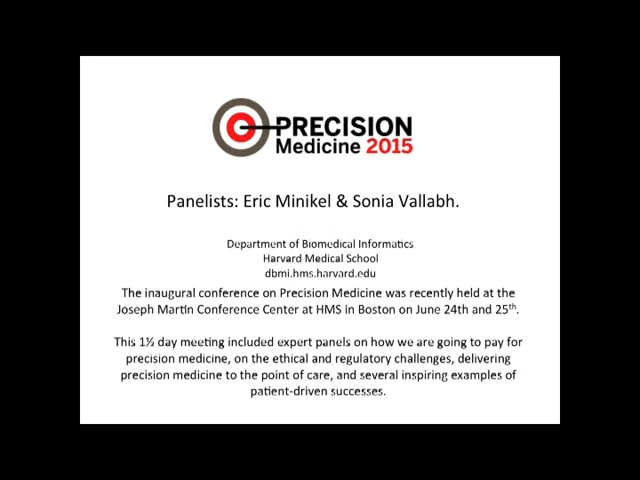 PRECISION
Medicine 2015
Panelists: Eric Minikel & Sonia Vallabh.
Department of Biomedical Informatics
Harvard Medical School
dbmi.hms.harvard.edu
The inaugural conference on Precision Medicine was recently held at the
Joseph Martin Conference Center at HMS in Boston on June 24th and 25th.
This 1½ day meeting included expert panels on how we are going to pay for
precision medicine, on the ethical and regulatory challenges, delivering
precision medicine to the point of care, and several inspiring examples of
patient-driven successes.